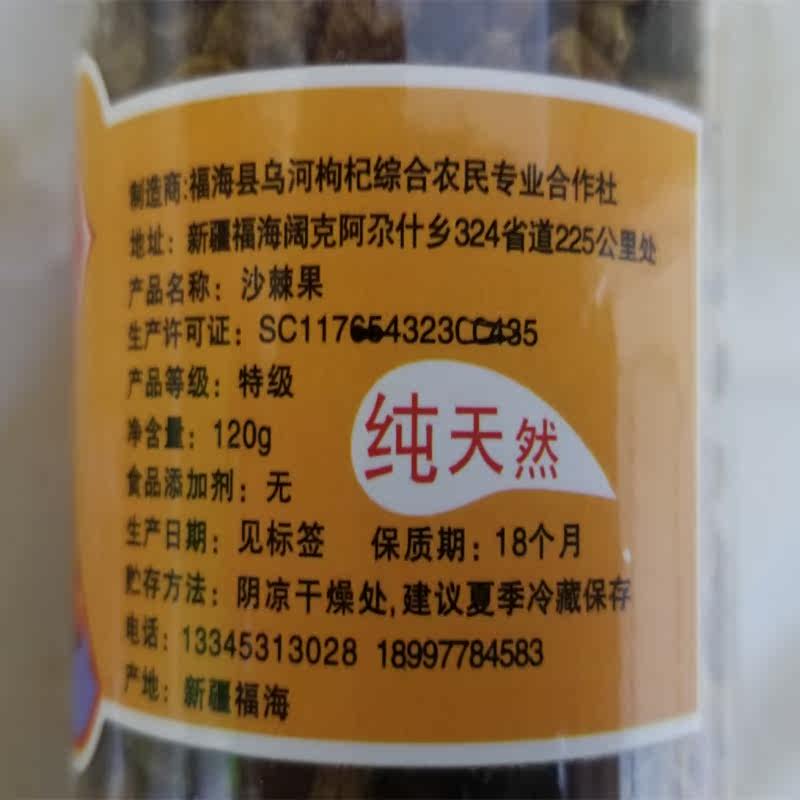 制造商:福海县乌河枸杞综合农民专业合作社
地址：新疆福海阔克阿尕什乡324省道225公里处
产品名称：沙棘果
生产许可证：
产品等级：特级
纯天然
净含量：120g
食品添加剂：无
生产日期：见标签 保质期：18个月
贮存方法：阴凉干燥处,建议夏季冷藏保存
电话：13345313028 18997784583
产地：新疆福海